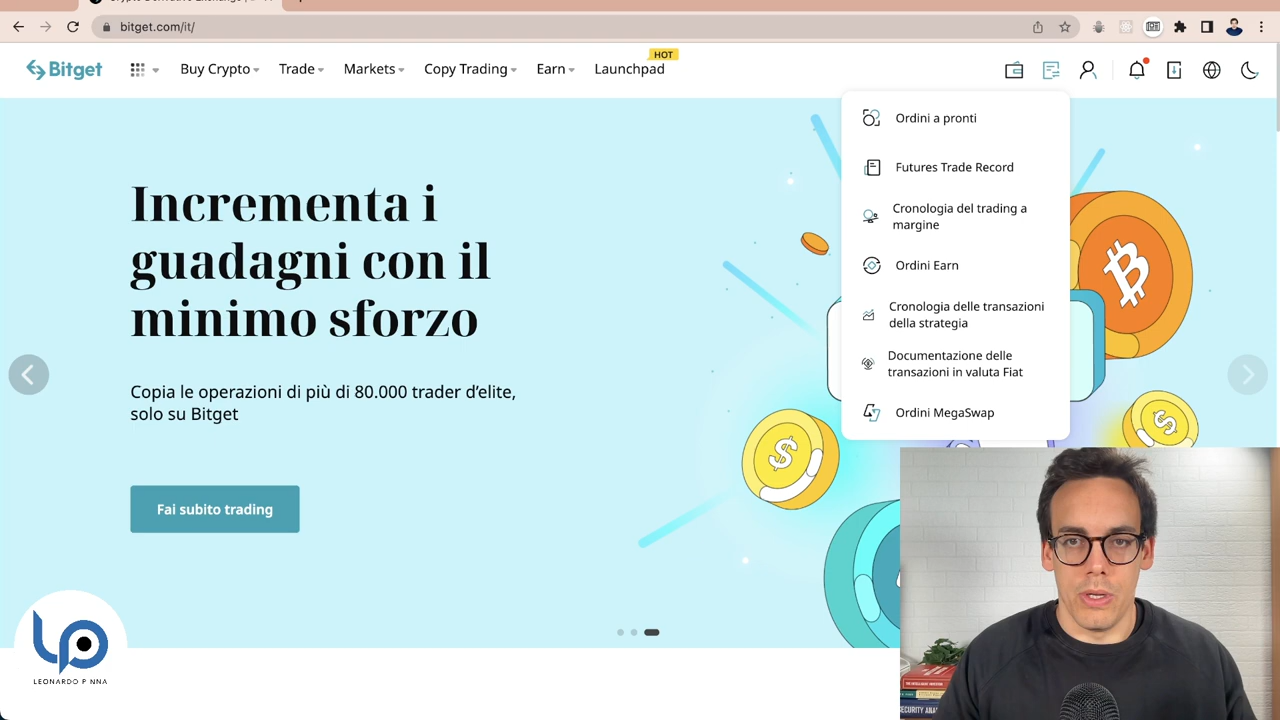 bitget.com/it/
HOT
Bitget
Buy Crypto
Trade
Markets
Copy Trading
Earn
Launchpad
Ordini a pronti
Futures Trade Record
Cronologia del trading a
margine
Ordini Earn
Cronologia delle transazioni
della strategia
Documentazione delle
transazioni in valuta Fiat
Ordini MegaSwap
Incrementa i
guadagni con il
minimo sforzo
Copia le operazioni di più di 80.000 trader d’elite,
solo su Bitget
Fai subito trading
LEONARDO P NNA
SECURITY ANA